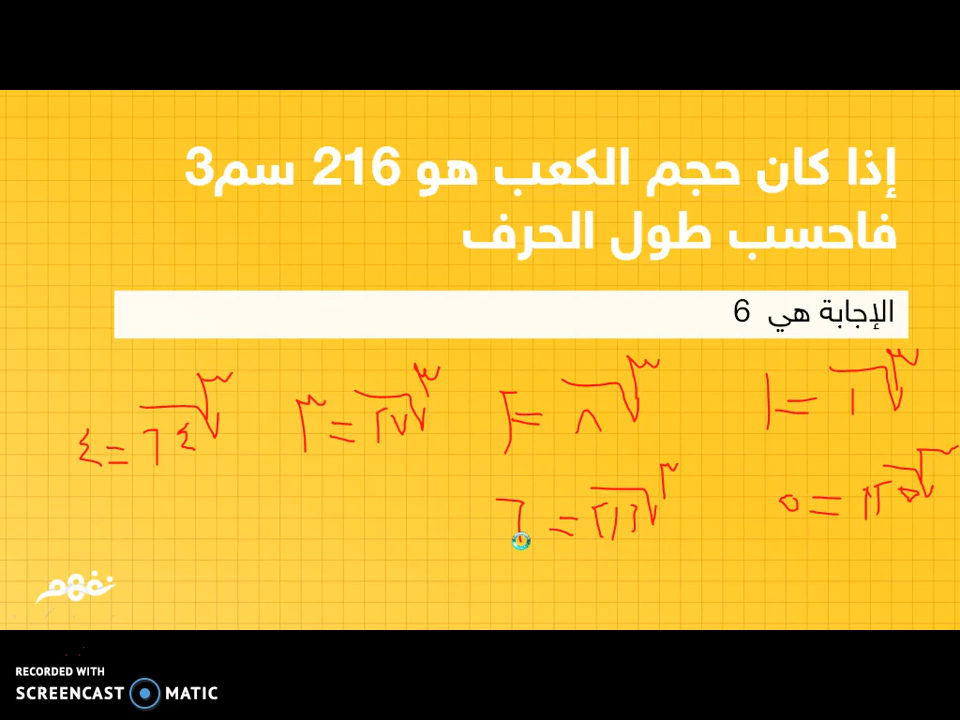 إذا كان حجم الكعب هو 216 سم3
فاحسب طول الحرف
الإجابة هي 6
١ = ∛١
٢ = ∛٨
٣ = ∛٢٧
٤ = ∛٦٤
٥ = ∛١٢٥
٦ = ∛٢١٦
نفهم
RECORDED WITH
SCREENCAST MATIC